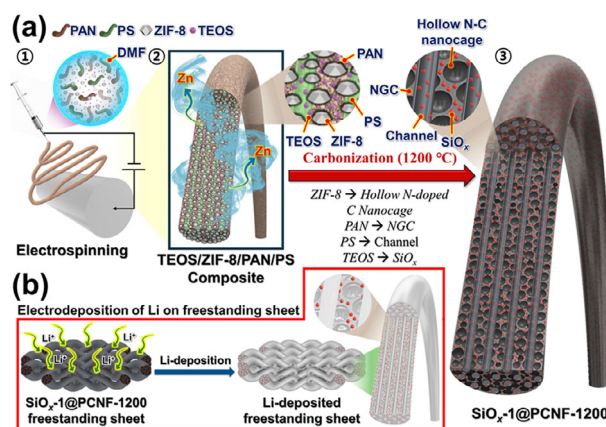 (a) PAN PS ZIF-8 TEOS
① DMF ② ③
Zn
Zn
PAN
PS
TEOS ZIF-8
Hollow N-C
nanocage
NGC
Channel
SiOₓ
Carbonization (1200 °C)
ZIF-8 → Hollow N-doped
C Nanocage
PAN → NGC
PS → Channel
TEOS → SiOₓ
Electrospinning
TEOS/ZIF-8/PAN/PS
Composite
SiOₓ-1@PCNF-1200
(b)
Electrodeposition of Li on freestanding sheet
Li⁺ Li⁺
Li⁺ Li⁺
Li-deposition
SiOₓ-1@PCNF-1200
freestanding sheet
Li-deposited
freestanding sheet